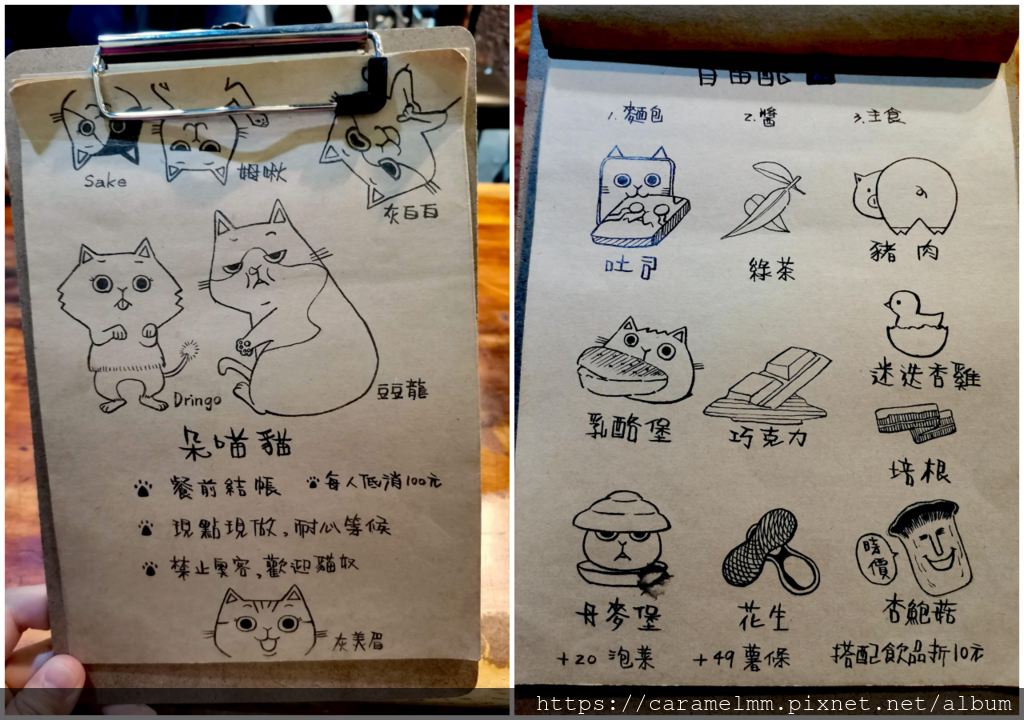 Sake
姆啾
灰白白
Dringo
豆豆龍
朵喵貓
餐前結帳
每人低消100元
現點現做,耐心等候
禁止奧客,歡迎貓奴
灰美眉
自由配
1.麵包
2.醬
3.主食
吐司
綠茶
豬肉
迷迭香雞
乳酪堡
巧克力
培根
時價
丹麥堡
花生
杏鮑菇
+20 泡菜
+49 薯條
搭配飲品折10元
https://caramelmm.pixnet.net/album